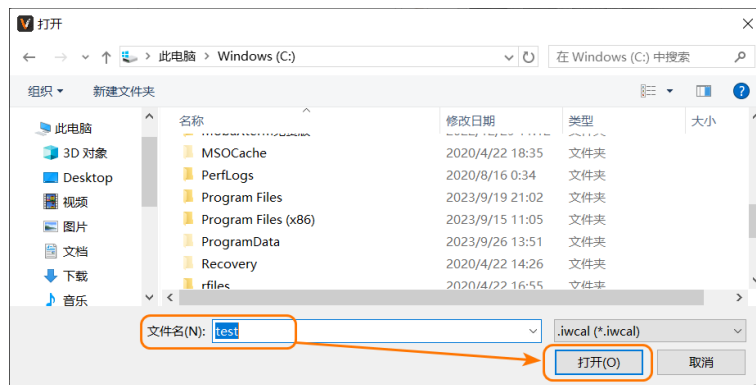 打开
此电脑 > Windows (C:)
在 Windows (C:) 中搜索
组织 新建文件夹
名称 修改日期 类型 大小
此电脑
3D 对象
Desktop
视频
图片
文档
下载
音乐
MSOCache 2020/4/22 18:35 文件夹
PerfLogs 2020/8/16 0:34 文件夹
Program Files 2023/9/19 21:02 文件夹
Program Files (x86) 2023/9/15 11:05 文件夹
ProgramData 2023/9/26 13:51 文件夹
Recovery 2020/4/22 14:26 文件夹
rfiles 2020/4/22 16:55 文件夹
文件名(N): test .iwcal (*.iwcal)
打开(O) 取消